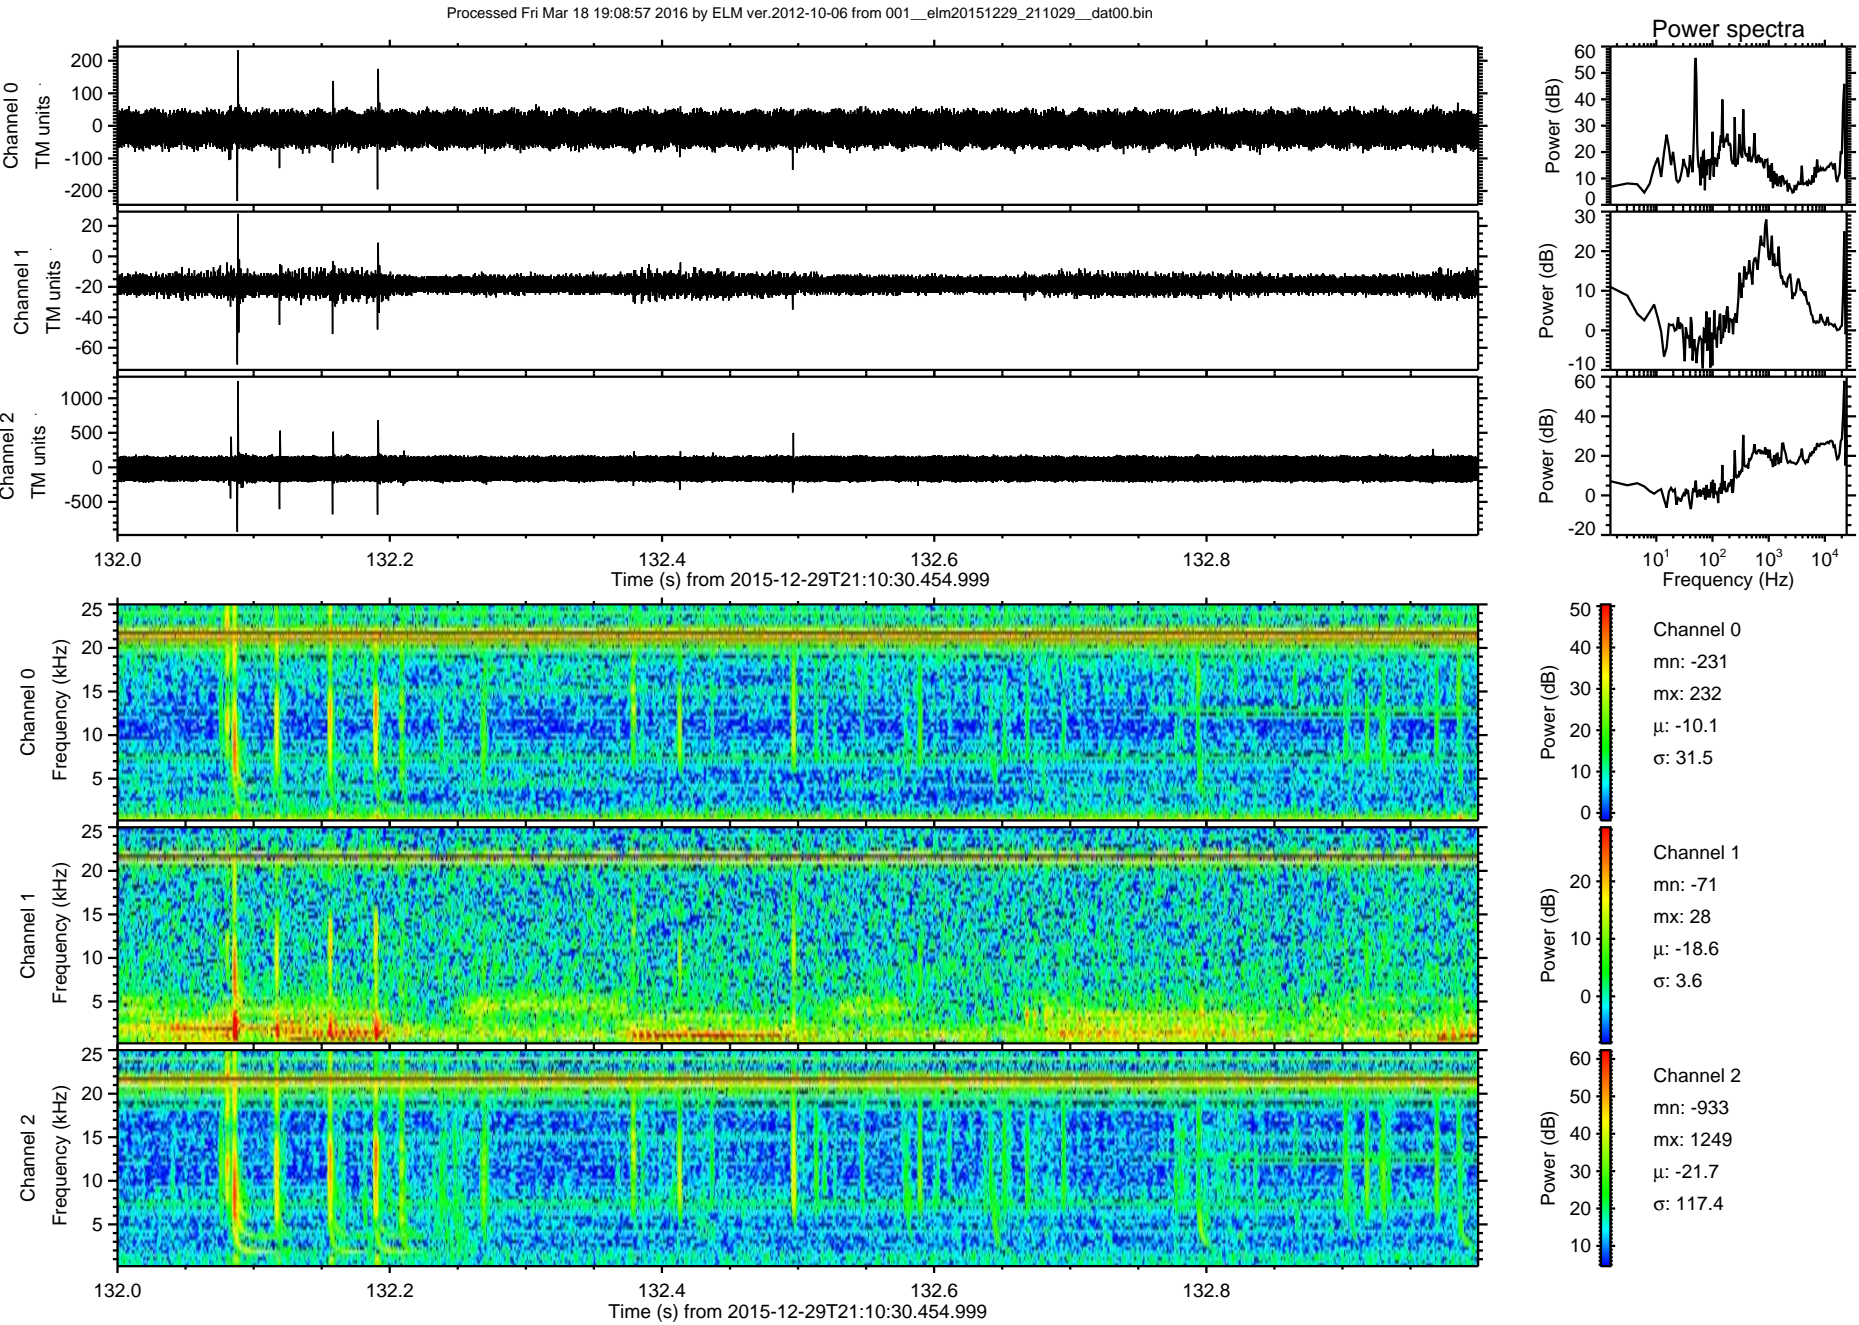 Processed Fri Mar 18 19:08:57 2016 by ELM ver.2012-10-06 from 001__elm20151229_211029__dat00.bin
Power spectra
Channel 0
TM units
200
100
0
-100
-200
Power (dB)
60
50
40
30
20
10
0
Channel 1
TM units
20
0
-20
-40
-60
Power (dB)
30
20
10
0
-10
Channel 2
TM units
1000
500
0
-500
Power (dB)
60
40
20
0
-20
132.0 132.2 132.4 132.6 132.8
Time (s) from 2015-12-29T21:10:30.454.999
10¹ 10² 10³ 10⁴
Frequency (Hz)
Channel 0
Frequency (kHz)
25
20
15
10
5
Power (dB)
50
40
30
20
10
0
Channel 0
mn: -231
mx: 232
μ: -10.1
σ: 31.5
Channel 1
Frequency (kHz)
25
20
15
10
5
Power (dB)
20
10
0
Channel 1
mn: -71
mx: 28
μ: -18.6
σ: 3.6
Channel 2
Frequency (kHz)
25
20
15
10
5
Power (dB)
60
50
40
30
20
10
Channel 2
mn: -933
mx: 1249
μ: -21.7
σ: 117.4
132.0 132.2 132.4 132.6 132.8
Time (s) from 2015-12-29T21:10:30.454.999